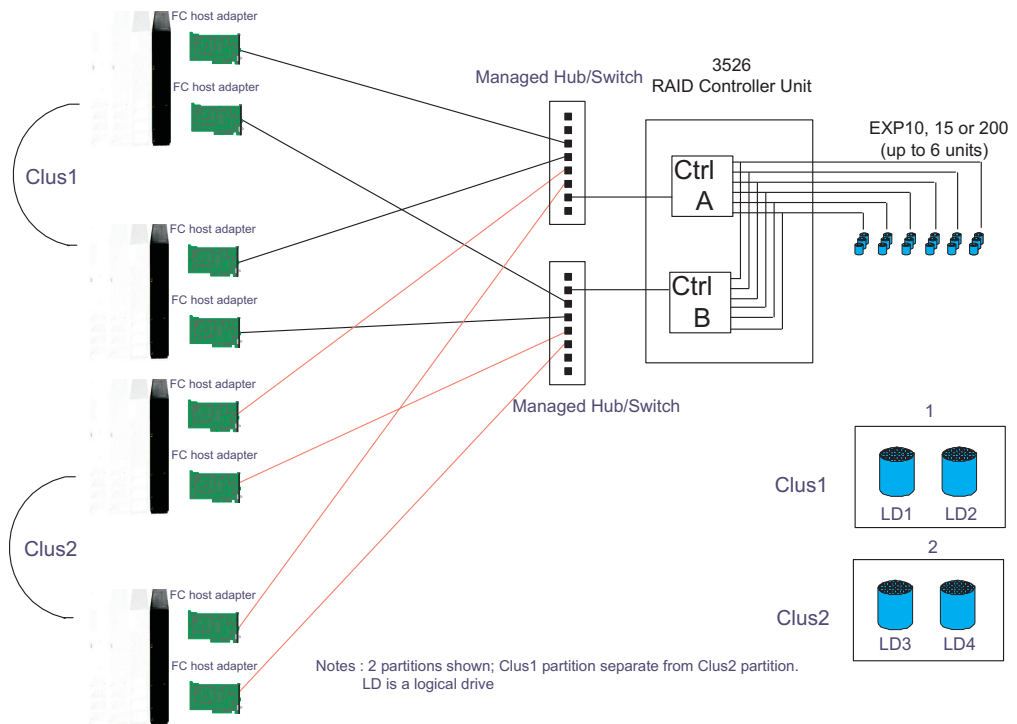 FC host adapter
FC host adapter
Clus1
FC host adapter
FC host adapter
FC host adapter
FC host adapter
Clus2
FC host adapter
FC host adapter
Managed Hub/Switch
Managed Hub/Switch
3526
RAID Controller Unit
Ctrl
A
Ctrl
B
EXP10, 15 or 200
(up to 6 units)
1
Clus1
LD1 LD2
2
Clus2
LD3 LD4
Notes : 2 partitions shown; Clus1 partition separate from Clus2 partition.
LD is a logical drive